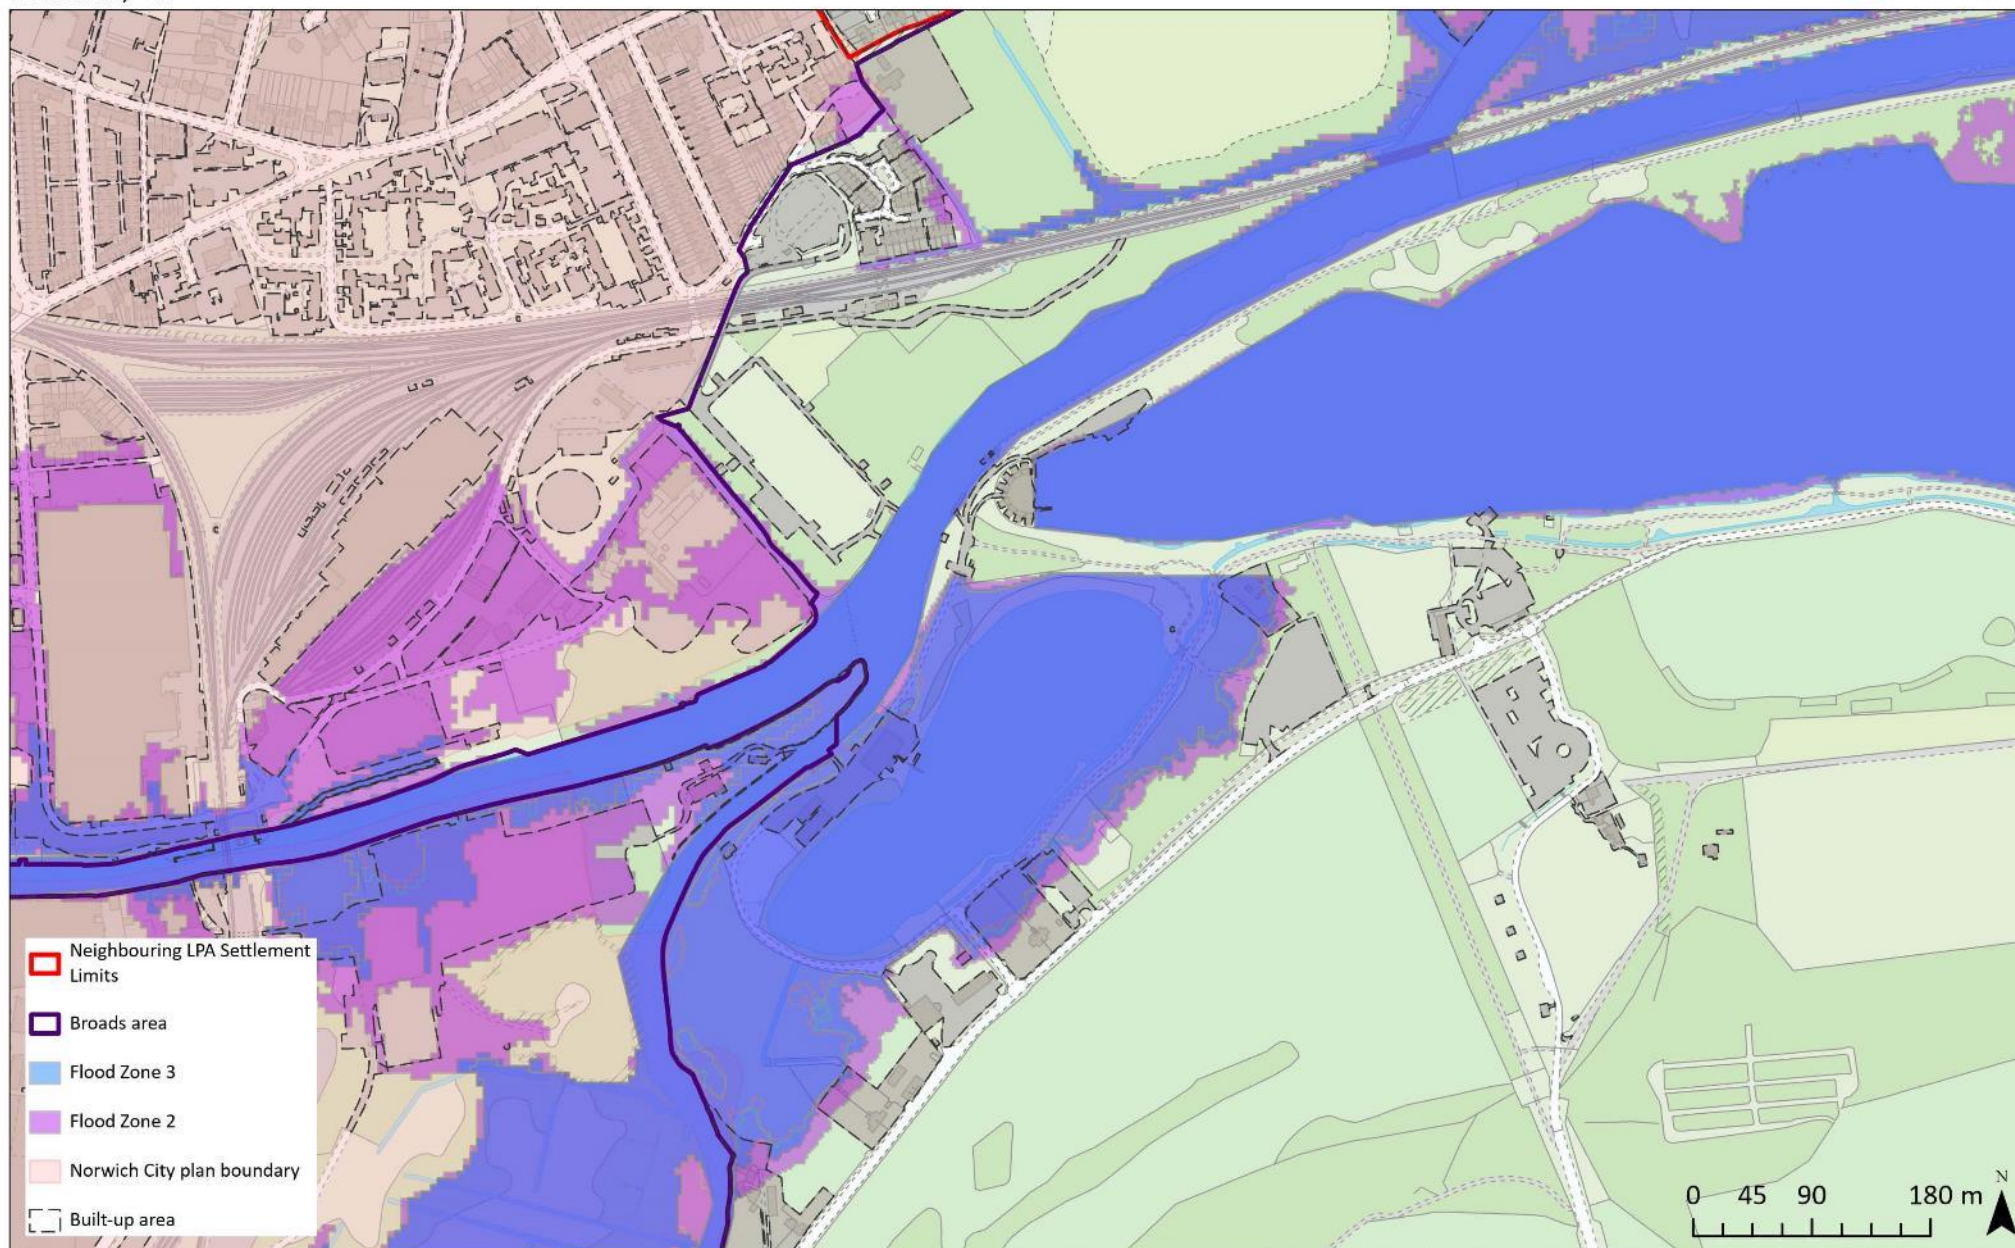 Neighbouring LPA Settlement
Limits
Broads area
Flood Zone 3
Flood Zone 2
Norwich City plan boundary
Built-up area
0 45 90 180 m
N